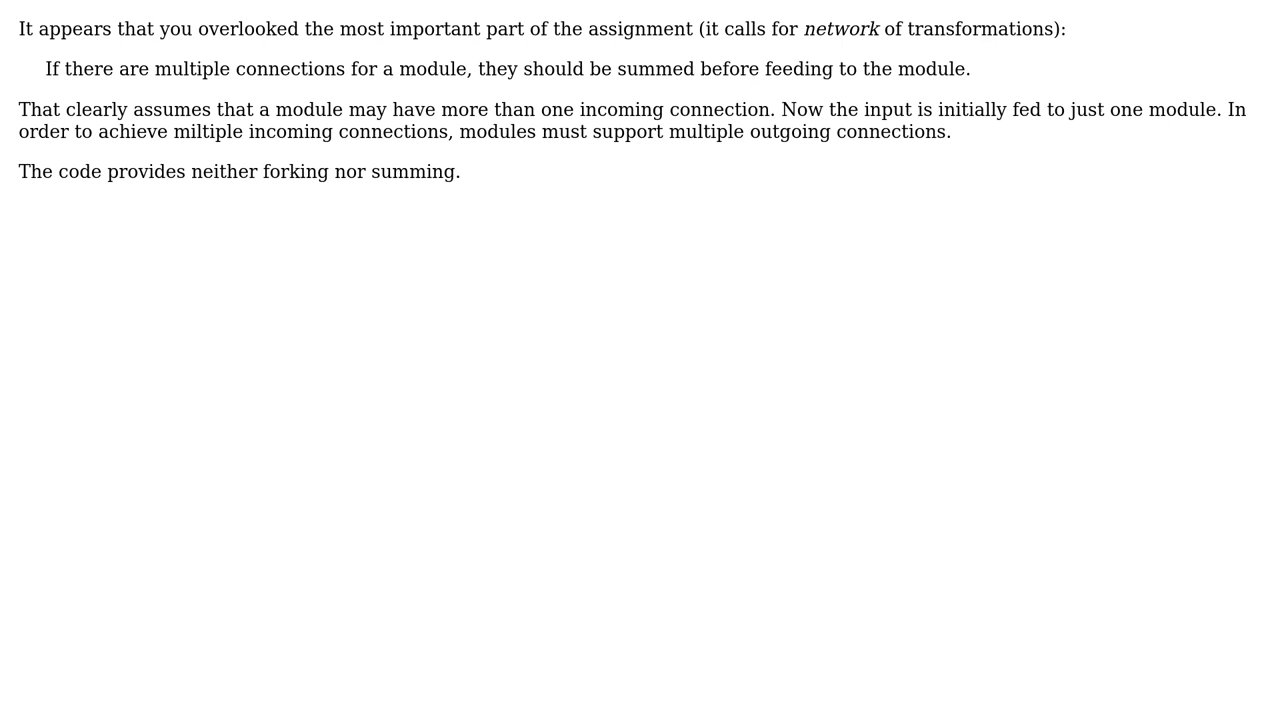 It appears that you overlooked the most important part of the assignment (it calls for network of transformations):
If there are multiple connections for a module, they should be summed before feeding to the module.
That clearly assumes that a module may have more than one incoming connection. Now the input is initially fed to just one module. In
order to achieve miltiple incoming connections, modules must support multiple outgoing connections.
The code provides neither forking nor summing.